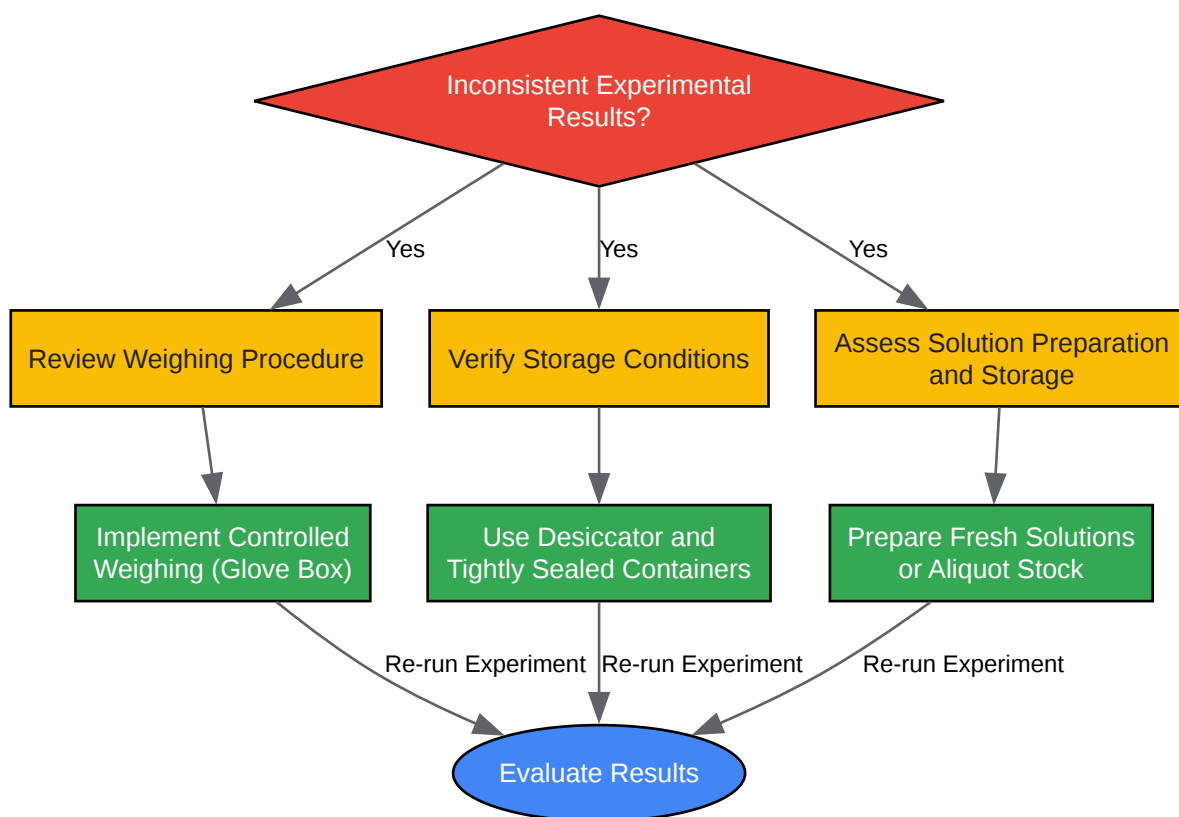 Inconsistent Experimental
Results?
Yes
Yes
Yes
Review Weighing Procedure
Verify Storage Conditions
Assess Solution Preparation
and Storage
Implement Controlled
Weighing (Glove Box)
Use Desiccator and
Tightly Sealed Containers
Prepare Fresh Solutions
or Aliquot Stock
Re-run Experiment
Re-run Experiment
Re-run Experiment
Evaluate Results